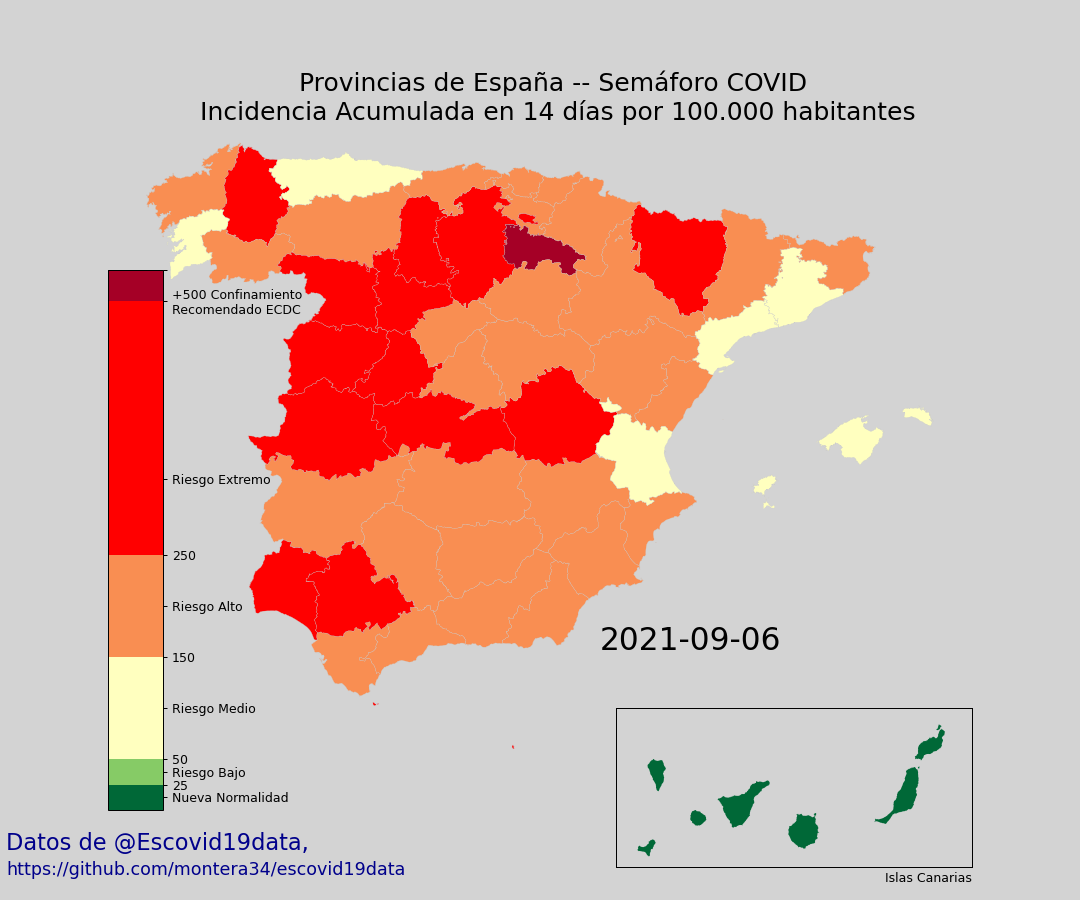 Provincias de España -- Semáforo COVID
Incidencia Acumulada en 14 días por 100.000 habitantes
+500 Confinamiento
Recomendado ECDC
Riesgo Extremo
250
Riesgo Alto
150
Riesgo Medio
50
Riesgo Bajo
25
Nueva Normalidad
2021-09-06
Islas Canarias
Datos de @Escovid19data,
https://github.com/montera34/escovid19data